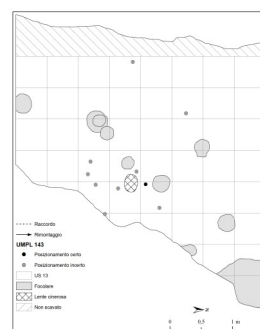 Raccordo
Rimontaggio
UMPL 143
Posizionamento certo
Posizionamento incerto
US 13
Focolare
Lente cinerosa
Non scavato
N
0 0,5 1 m